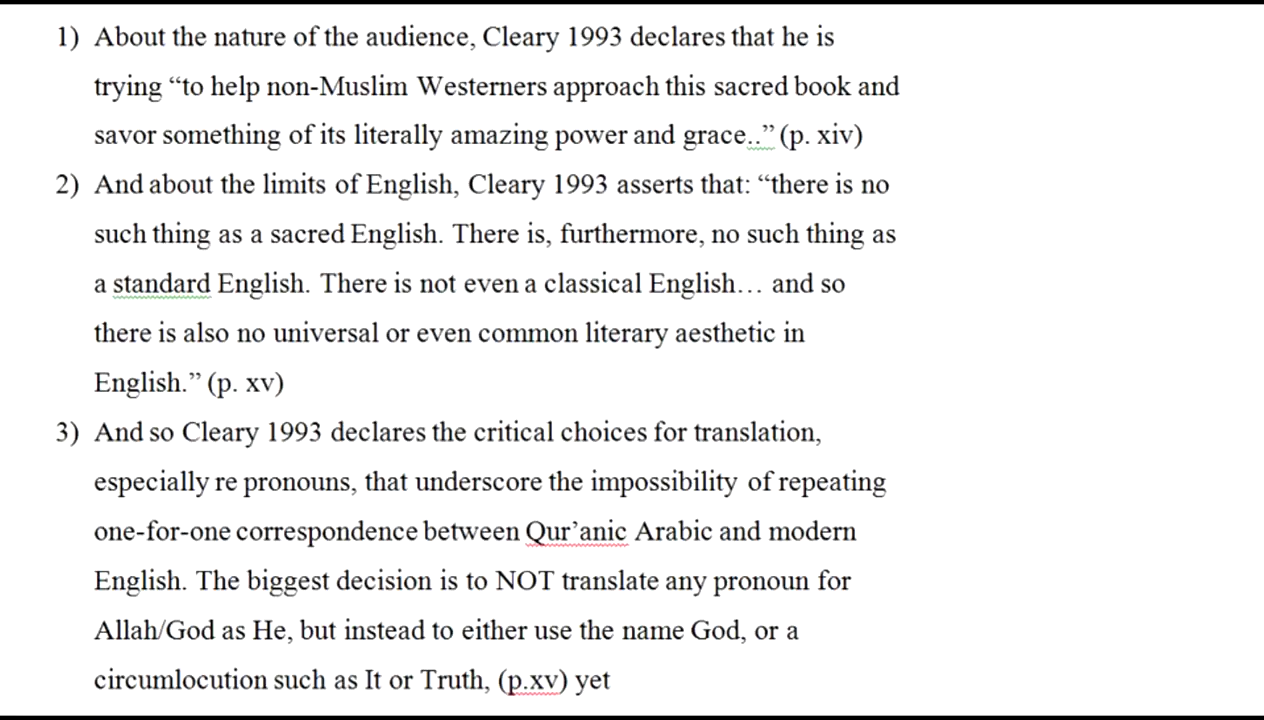 1) About the nature of the audience, Cleary 1993 declares that he is
trying “to help non-Muslim Westerners approach this sacred book and
savor something of its literally amazing power and grace..” (p. xiv)
2) And about the limits of English, Cleary 1993 asserts that: “there is no
such thing as a sacred English. There is, furthermore, no such thing as
a standard English. There is not even a classical English… and so
there is also no universal or even common literary aesthetic in
English.” (p. xv)
3) And so Cleary 1993 declares the critical choices for translation,
especially re pronouns, that underscore the impossibility of repeating
one-for-one correspondence between Qur’anic Arabic and modern
English. The biggest decision is to NOT translate any pronoun for
Allah/God as He, but instead to either use the name God, or a
circumlocution such as It or Truth, (p.xv) yet